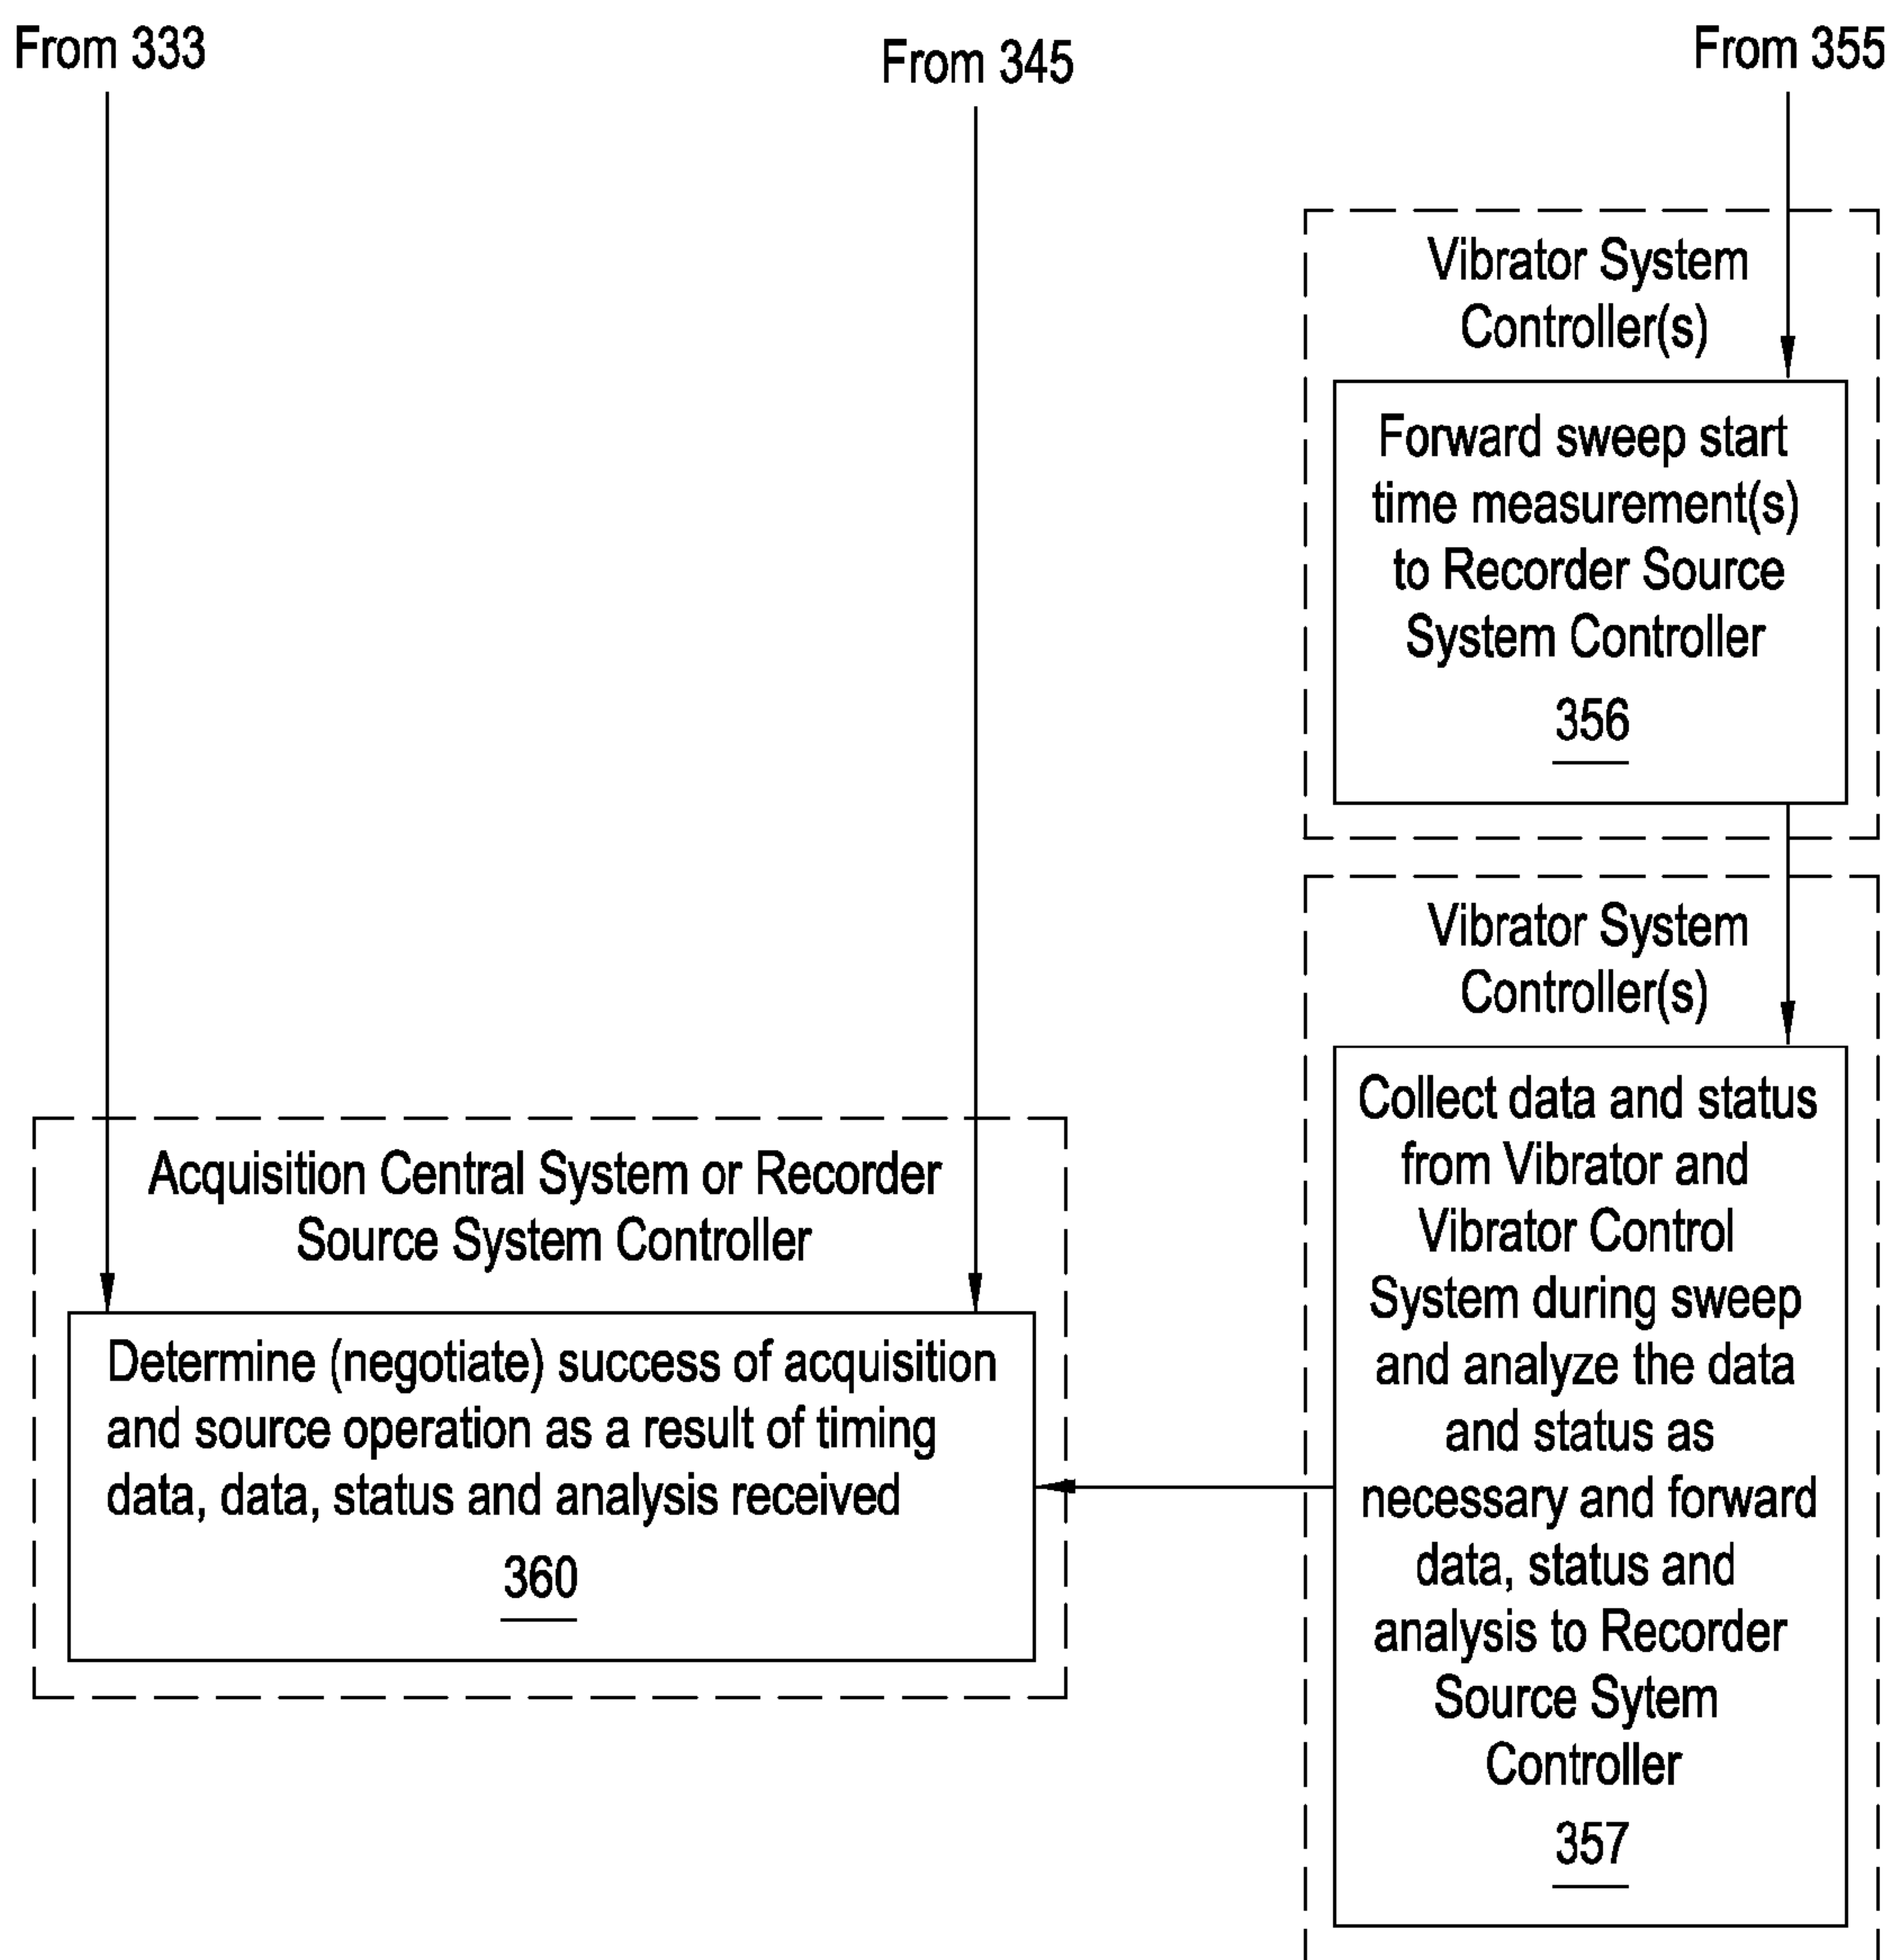 From 333
From 345
From 355
Vibrator System
Controller(s)
Forward sweep start
time measurement(s)
to Recorder Source
System Controller
356
Vibrator System
Controller(s)
Collect data and status
from Vibrator and
Vibrator Control
System during sweep
and analyze the data
and status as
necessary and forward
data, status and
analysis to Recorder
Source Sytem
Controller
357
Acquisition Central System or Recorder
Source System Controller
Determine (negotiate) success of acquisition
and source operation as a result of timing
data, data, status and analysis received
360